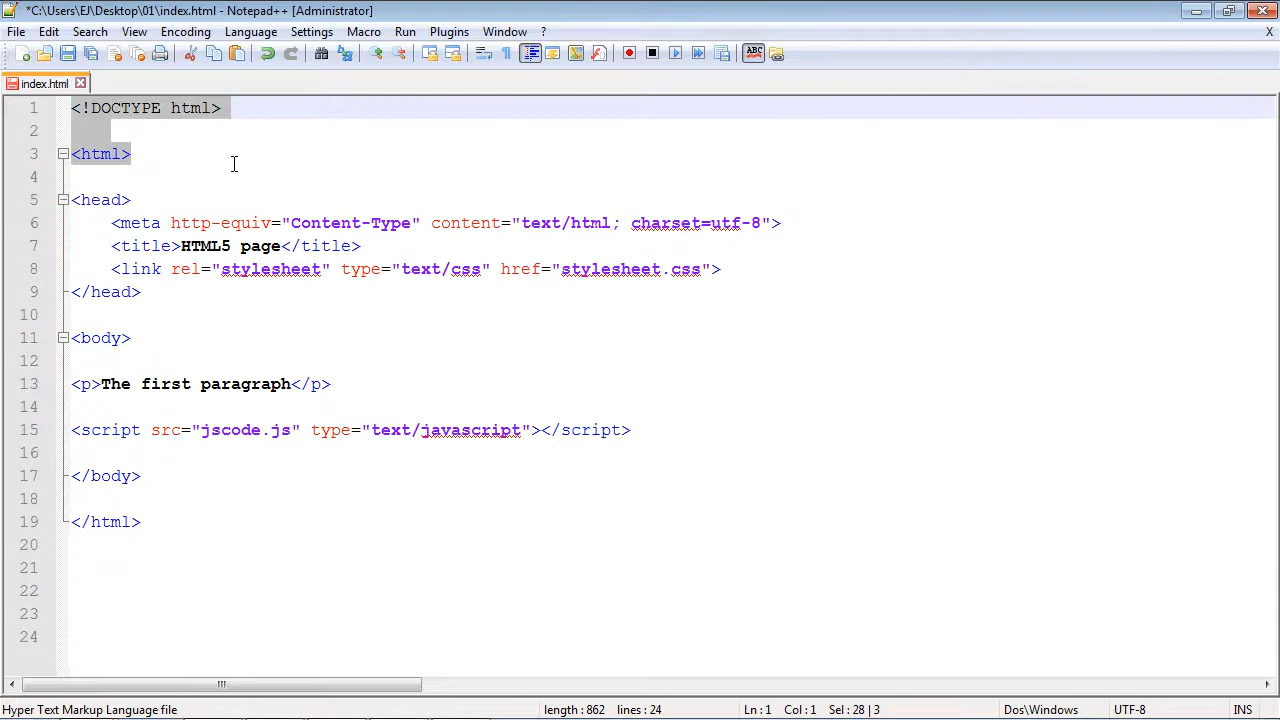 *C:\Users\EJ\Desktop\01\index.html - Notepad++ [Administrator]
File Edit Search View Encoding Language Settings Macro Run Plugins Window ? X
ABC
index.html
1 <!DOCTYPE html>
2
3 <html>
4
5 <head>
6 <meta http-equiv="Content-Type" content="text/html; charset=utf-8">
7 <title>HTML5 page</title>
8 <link rel="stylesheet" type="text/css" href="stylesheet.css">
9 </head>
10
11 <body>
12
13 <p>The first paragraph</p>
14
15 <script src="jscode.js" type="text/javascript"></script>
16
17 </body>
18
19 </html>
20
21
22
23
24
Hyper Text Markup Language file length : 862 lines : 24 Ln : 1 Col : 1 Sel : 28 | 3 Dos\Windows UTF-8 INS